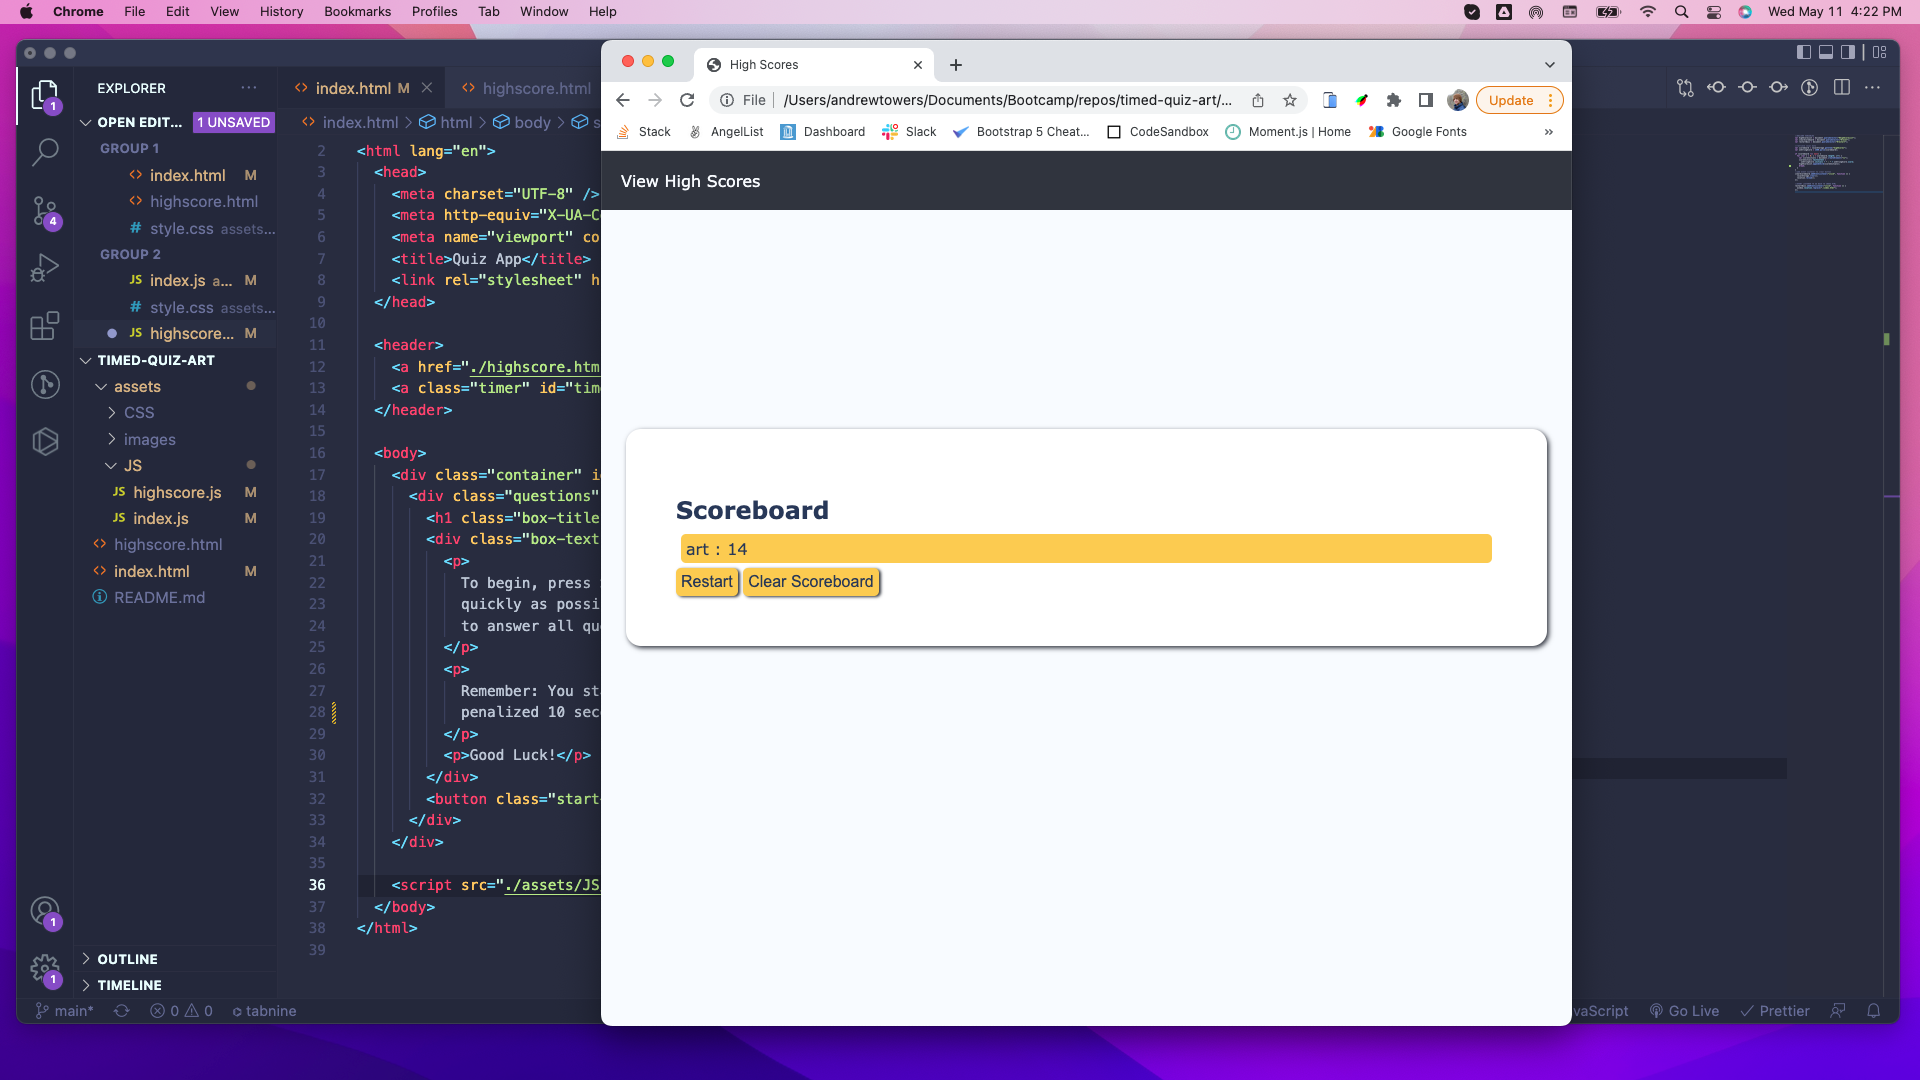 Chrome File Edit View History Bookmarks Profiles Tab Window Help
Wed May 11 4:22 PM
EXPLORER
OPEN EDIT... 1 UNSAVED
GROUP 1
index.html M
highscore.html
style.css assets...
GROUP 2
JS index.js a... M
# style.css assets...
JS highscore... M
TIMED-QUIZ-ART
assets
CSS
images
JS
JS highscore.js M
JS index.js M
highscore.html
index.html M
README.md
OUTLINE
TIMELINE
1
4
1
1
main* 0 0 tabnine
index.html M
highscore.html
index.html > html > body > s
2 <html lang="en">
3 <head>
4 <meta charset="UTF-8" />
5 <meta http-equiv="X-UA-C
6 <meta name="viewport" co
7 <title>Quiz App</title>
8 <link rel="stylesheet" h
9 </head>
10
11 <header>
12 <a href="./highscore.htm
13 <a class="timer" id="tim
14 </header>
15
16 <body>
17 <div class="container" i
18 <div class="questions"
19 <h1 class="box-title
20 <div class="box-text
21 <p>
22 To begin, press
23 quickly as possi
24 to answer all qu
25 </p>
26 <p>
27 Remember: You st
28 penalized 10 sec
29 </p>
30 <p>Good Luck!</p>
31 </div>
32 <button class="start
33 </div>
34 </div>
35
36 <script src="./assets/JS
37 </body>
38 </html>
39
High Scores
File /Users/andrewtowers/Documents/Bootcamp/repos/timed-quiz-art/... Update
Stack AngelList Dashboard Slack Bootstrap 5 Cheat... CodeSandbox Moment.js | Home Google Fonts »
View High Scores
Scoreboard
art : 14
Restart Clear Scoreboard
vaScript Go Live Prettier